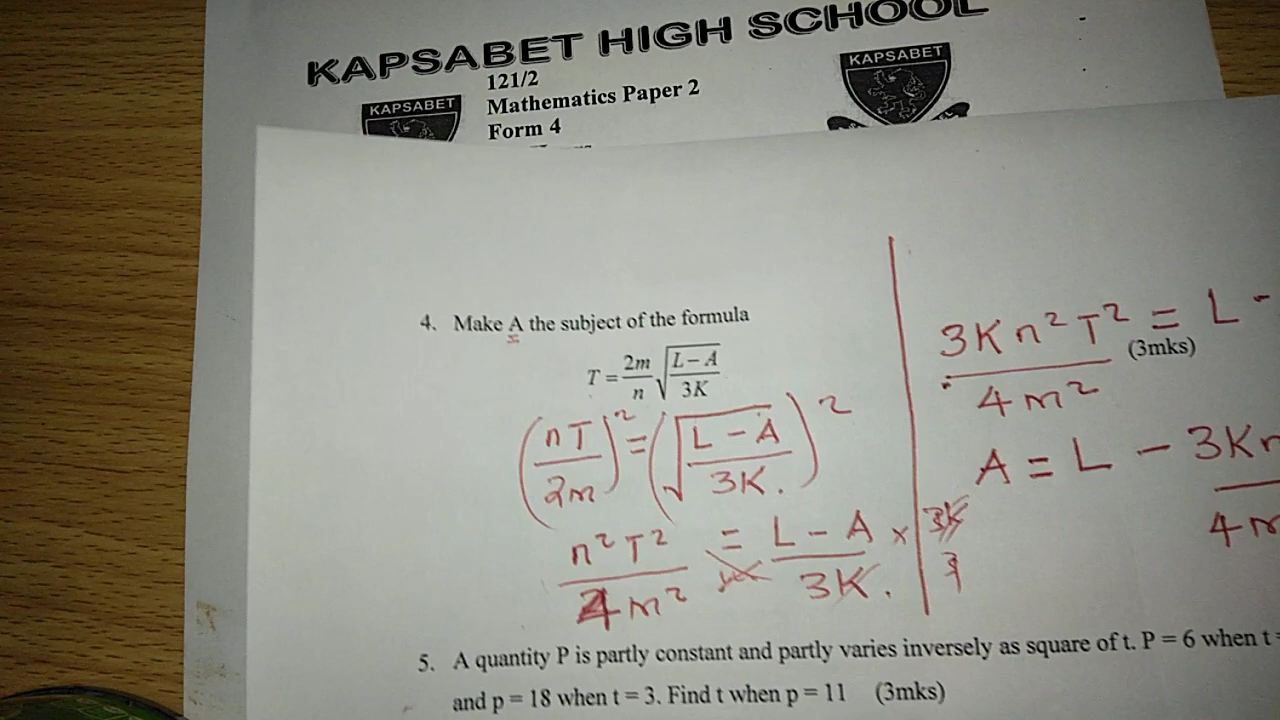 KAPSABET HIGH SCHOOL
121/2
Mathematics Paper 2
Form 4
KAPSABET
KAPSABET
4. Make A the subject of the formula
T = 2m/n √((L – A)/3K)
(3mks)
(nT/2m)² = (√((L – A)/3K.))²
n²T²/4m² = (L – A)/3K. × 3K
3Kn²T²/4m² = L -
A = L – 3Kn
4m
5. A quantity P is partly constant and partly varies inversely as square of t. P = 6 when t =
and p = 18 when t = 3. Find t when p = 11 (3mks)